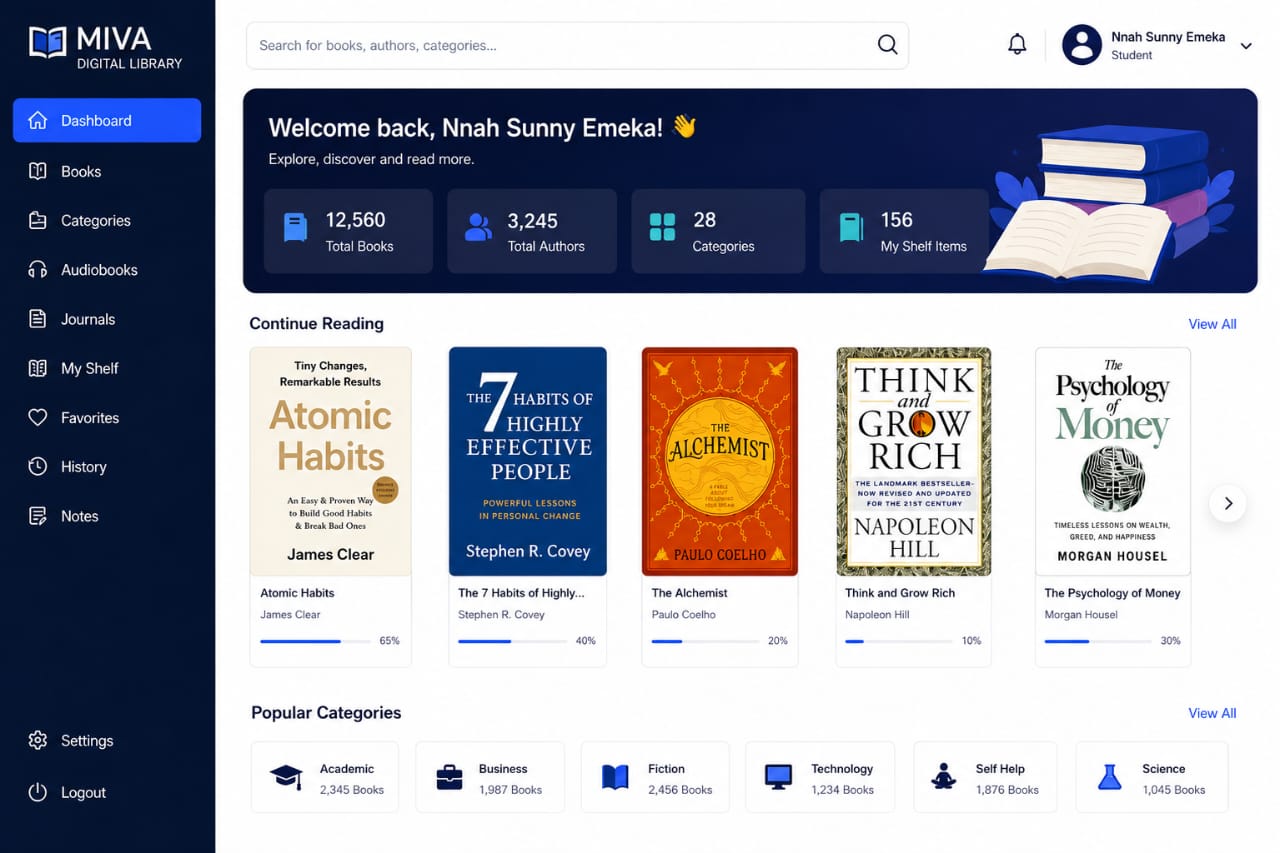 MIVA
DIGITAL LIBRARY
Dashboard
Books
Categories
Audiobooks
Journals
My Shelf
Favorites
History
Notes
Settings
Logout
Search for books, authors, categories...
Nnah Sunny Emeka
Student
Welcome back, Nnah Sunny Emeka! 👋
Explore, discover and read more.
12,560
Total Books
3,245
Total Authors
28
Categories
156
My Shelf Items
Continue Reading
View All
Tiny Changes,
Remarkable Results
Atomic
Habits
An Easy & Proven Way
to Build Good Habits
& Break Bad Ones
James Clear
Atomic Habits
James Clear
65%
THE 7 HABITS OF
HIGHLY
EFFECTIVE
PEOPLE
POWERFUL LESSONS
IN PERSONAL CHANGE
Stephen R. Covey
The 7 Habits of Highly...
Stephen R. Covey
40%
THE
ALCHEMIST
A FABLE
ABOUT
FOLLOWING
YOUR DREAM
PAULO COELHO
The Alchemist
Paulo Coelho
20%
THINK
and
GROW
RICH
THE LANDMARK BESTSELLER-
NOW REVISED AND UPDATED
FOR THE 21ST CENTURY
NAPOLEON
HILL
Think and Grow Rich
Napoleon Hill
10%
The
Psychology
of
Money
TIMELESS LESSONS ON WEALTH,
GREED, AND HAPPINESS
MORGAN HOUSEL
The Psychology of Money
Morgan Housel
30%
Popular Categories
View All
Academic
2,345 Books
Business
1,987 Books
Fiction
2,456 Books
Technology
1,234 Books
Self Help
1,876 Books
Science
1,045 Books